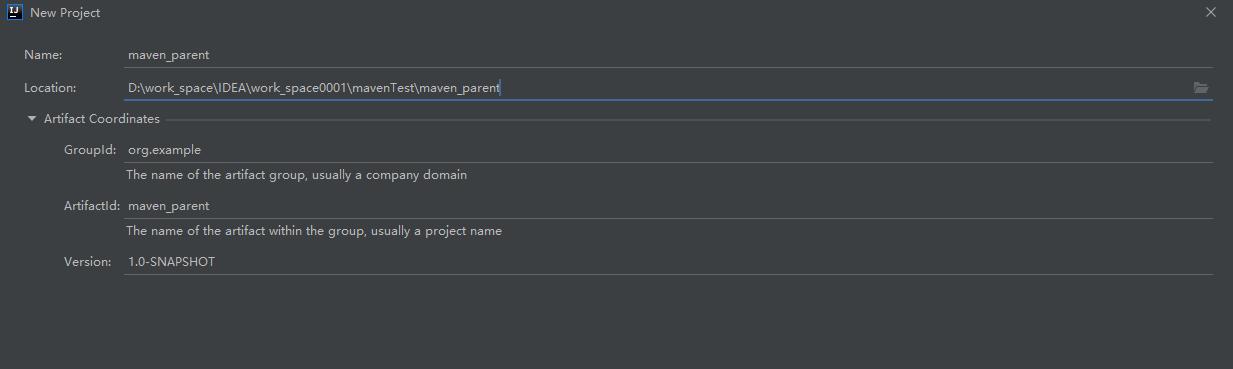 IJ New Project
Name: maven_parent
Location: D:\work_space\IDEA\work_space0001\mavenTest\maven_parent
Artifact Coordinates
GroupId: org.example
The name of the artifact group, usually a company domain
ArtifactId: maven_parent
The name of the artifact within the group, usually a project name
Version: 1.0-SNAPSHOT